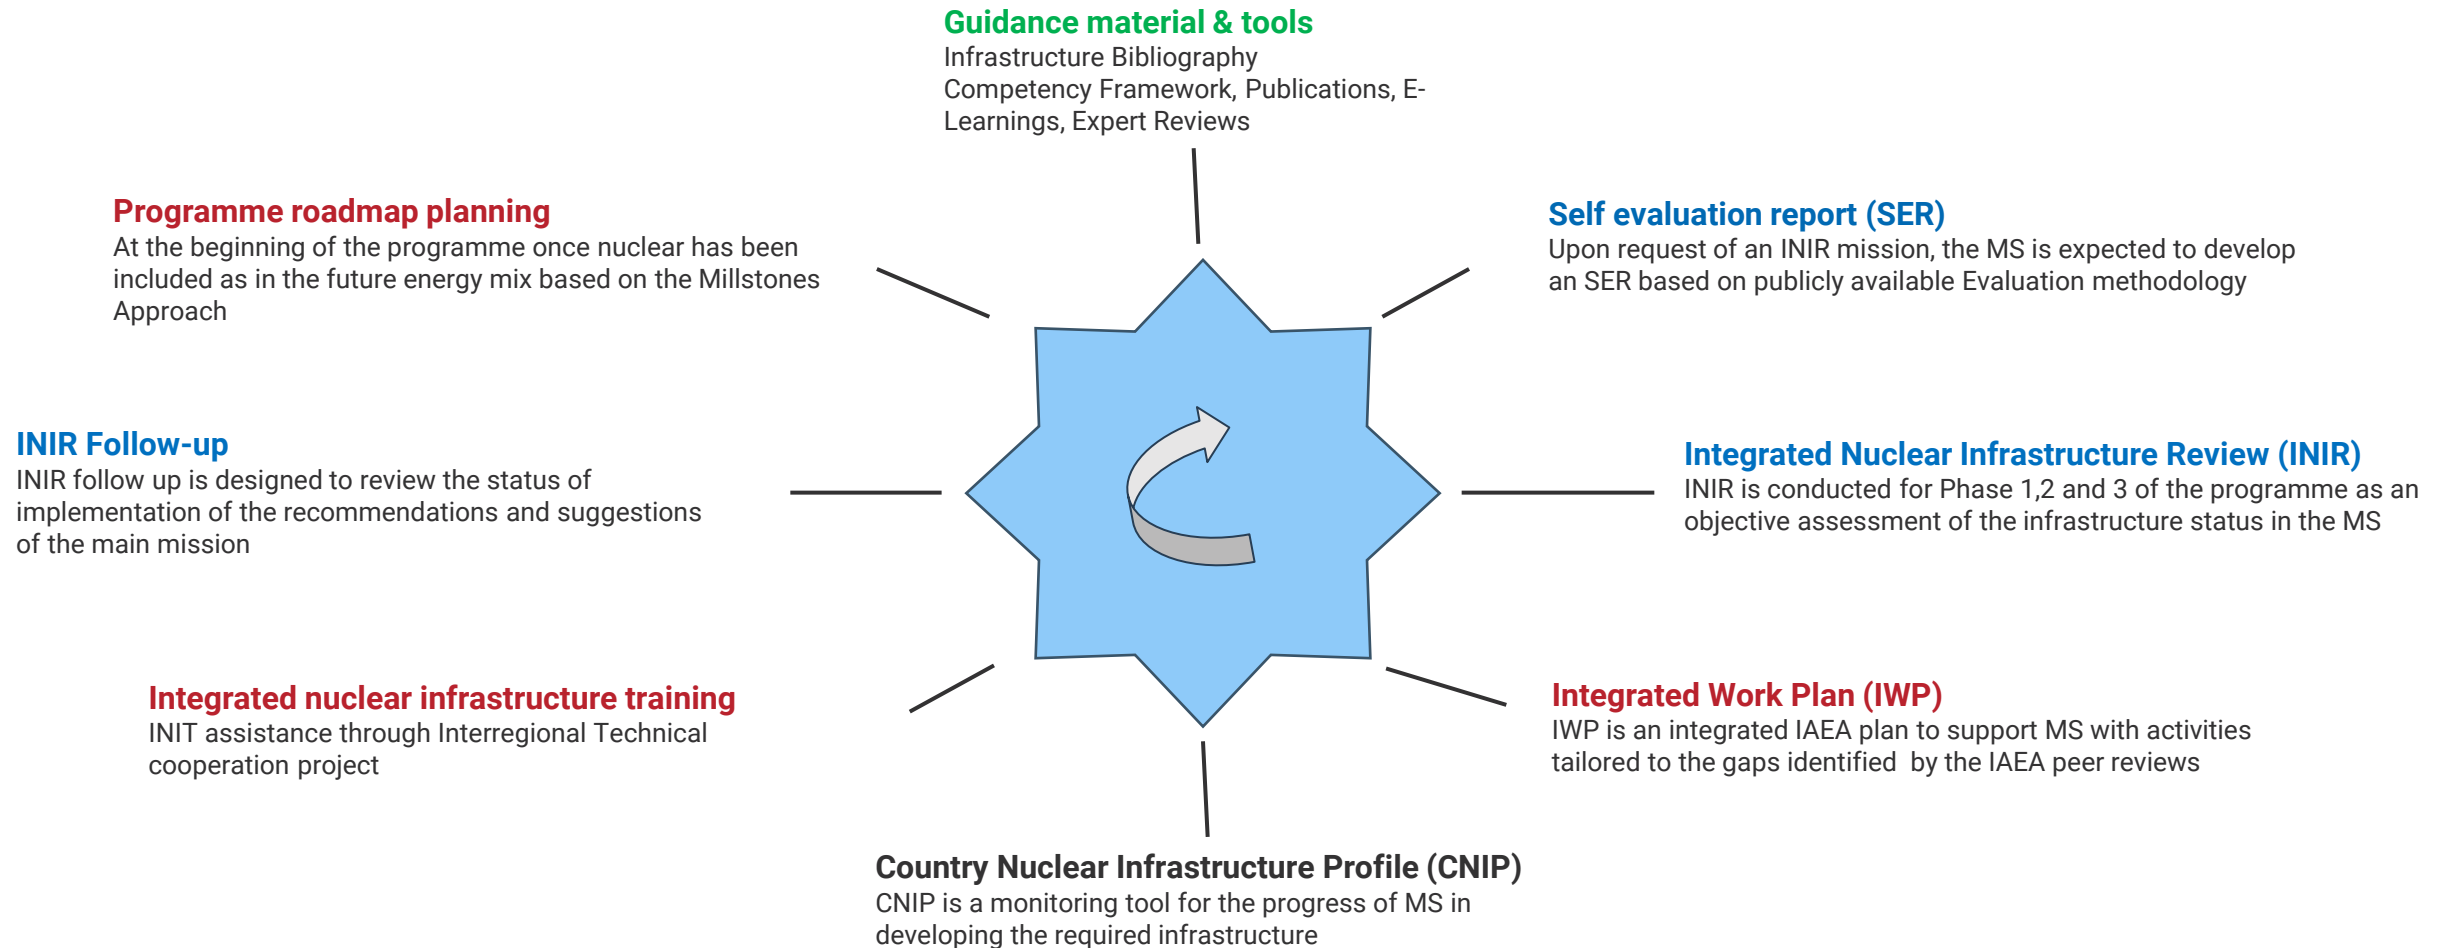 Guidance material & tools
Infrastructure Bibliography
Competency Framework, Publications, E-
Learnings, Expert Reviews
Programme roadmap planning
At the beginning of the programme once nuclear has been
included as in the future energy mix based on the Millstones
Approach
Self evaluation report (SER)
Upon request of an INIR mission, the MS is expected to develop
an SER based on publicly available Evaluation methodology
INIR Follow-up
INIR follow up is designed to review the status of
implementation of the recommendations and suggestions
of the main mission
Integrated Nuclear Infrastructure Review (INIR)
INIR is conducted for Phase 1,2 and 3 of the programme as an
objective assessment of the infrastructure status in the MS
Integrated nuclear infrastructure training
INIT assistance through Interregional Technical
cooperation project
Integrated Work Plan (IWP)
IWP is an integrated IAEA plan to support MS with activities
tailored to the gaps identified  by the IAEA peer reviews
Country Nuclear Infrastructure Profile (CNIP)
CNIP is a monitoring tool for the progress of MS in
developing the required infrastructure